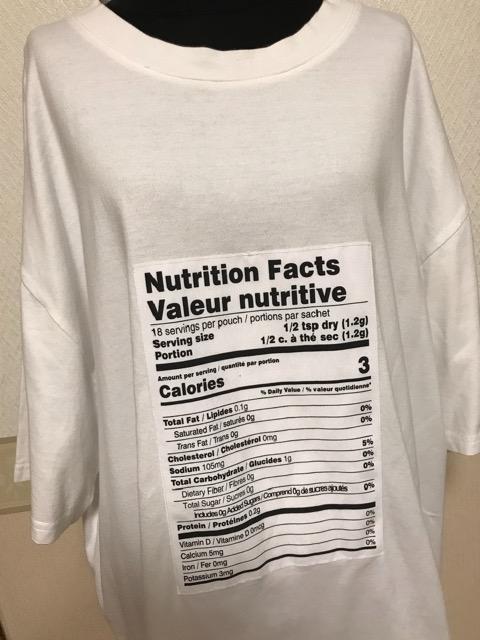 Nutrition Facts
Valeur nutritive
18 servings per pouch / portions par sachet
Serving size 1/2 tsp dry (1.2g)
Portion 1/2 c. à thé sec (1.2g)
Amount per serving / quantité par portion
Calories 3
% Daily Value / % valeur quotidienne*
Total Fat / Lipides 0.1g 0%
Saturated Fat / saturés 0g 0%
Trans Fat / Trans 0g
Cholesterol / Cholestérol 0mg
Sodium 105mg 5%
Total Carbohydrate / Glucides 1g 0%
Dietary Fiber / Fibres 0g 0%
Total Sugar / Sucres 0g
Includes 0g Added Sugars / Comprend 0g de sucres ajoutés 0%
Protein / Protéines 0.2g
Vitamin D / Vitamine D 0mcg 0%
Calcium 5mg 0%
Iron / Fer 0mg 0%
Potassium 3mg 0%